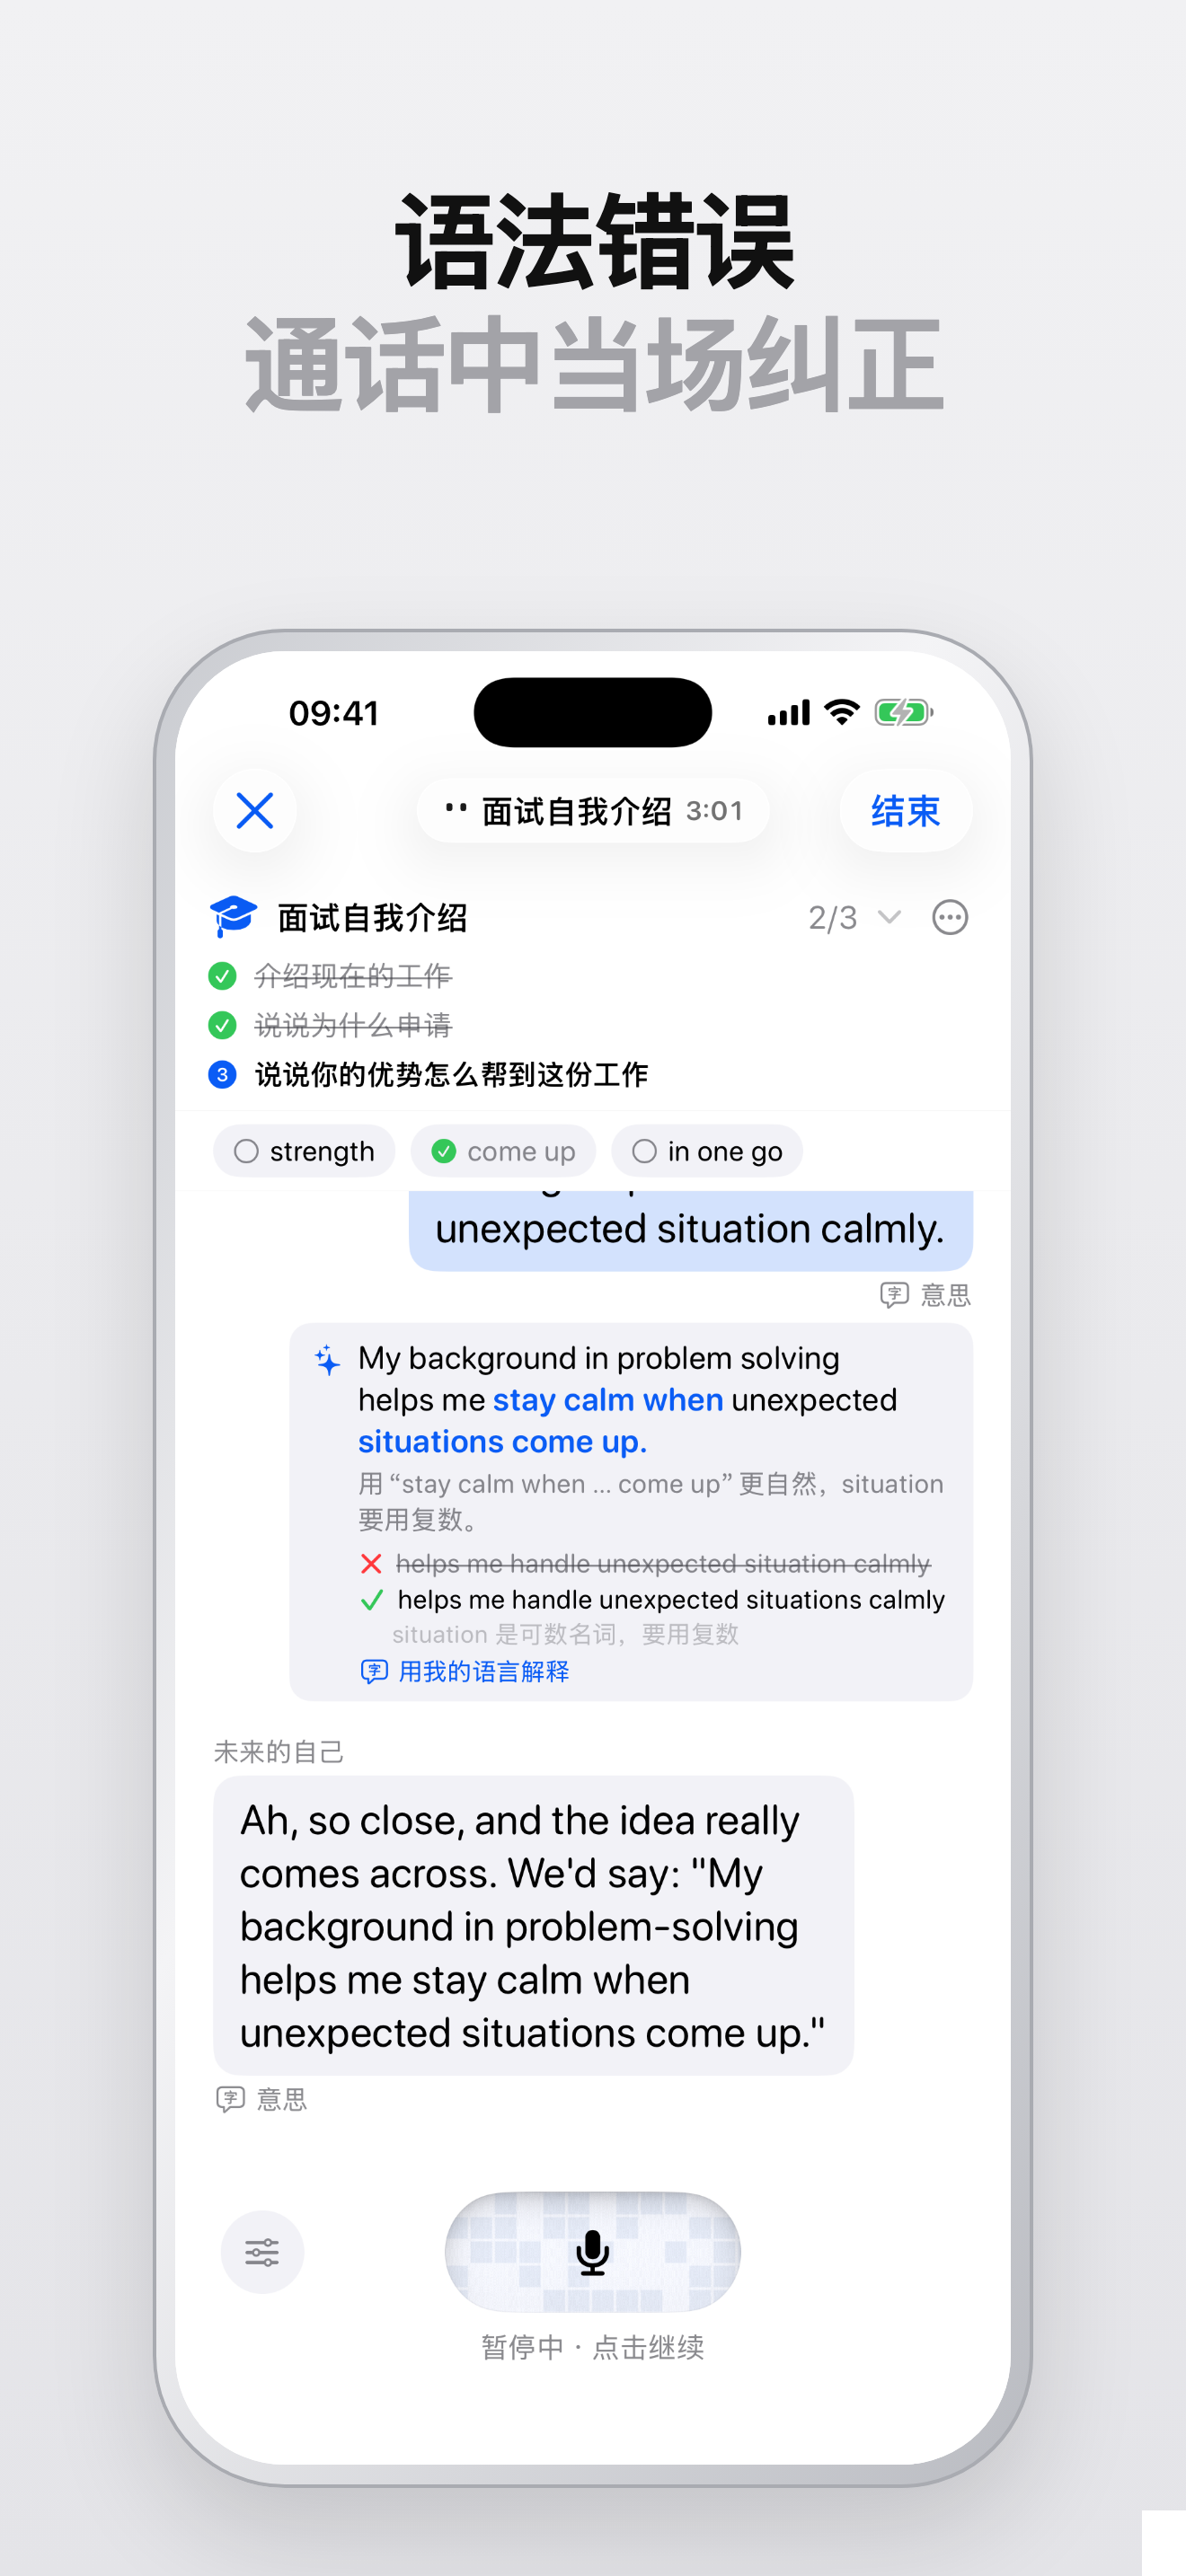 语法错误
通话中当场纠正
09:41
面试自我介绍 3:01
结束
面试自我介绍
2/3
介绍现在的工作
说说为什么申请
3 说说你的优势怎么帮到这份工作
strength
come up
in one go
unexpected situation calmly.
字 意思
My background in problem solving
helps me stay calm when unexpected
situations come up.
用 “stay calm when ... come up” 更自然，situation
要用复数。
helps me handle unexpected situation calmly
helps me handle unexpected situations calmly
situation 是可数名词，要用复数
字 用我的语言解释
未来的自己
Ah, so close, and the idea really
comes across. We'd say: "My
background in problem-solving
helps me stay calm when
unexpected situations come up."
字 意思
暂停中 · 点击继续